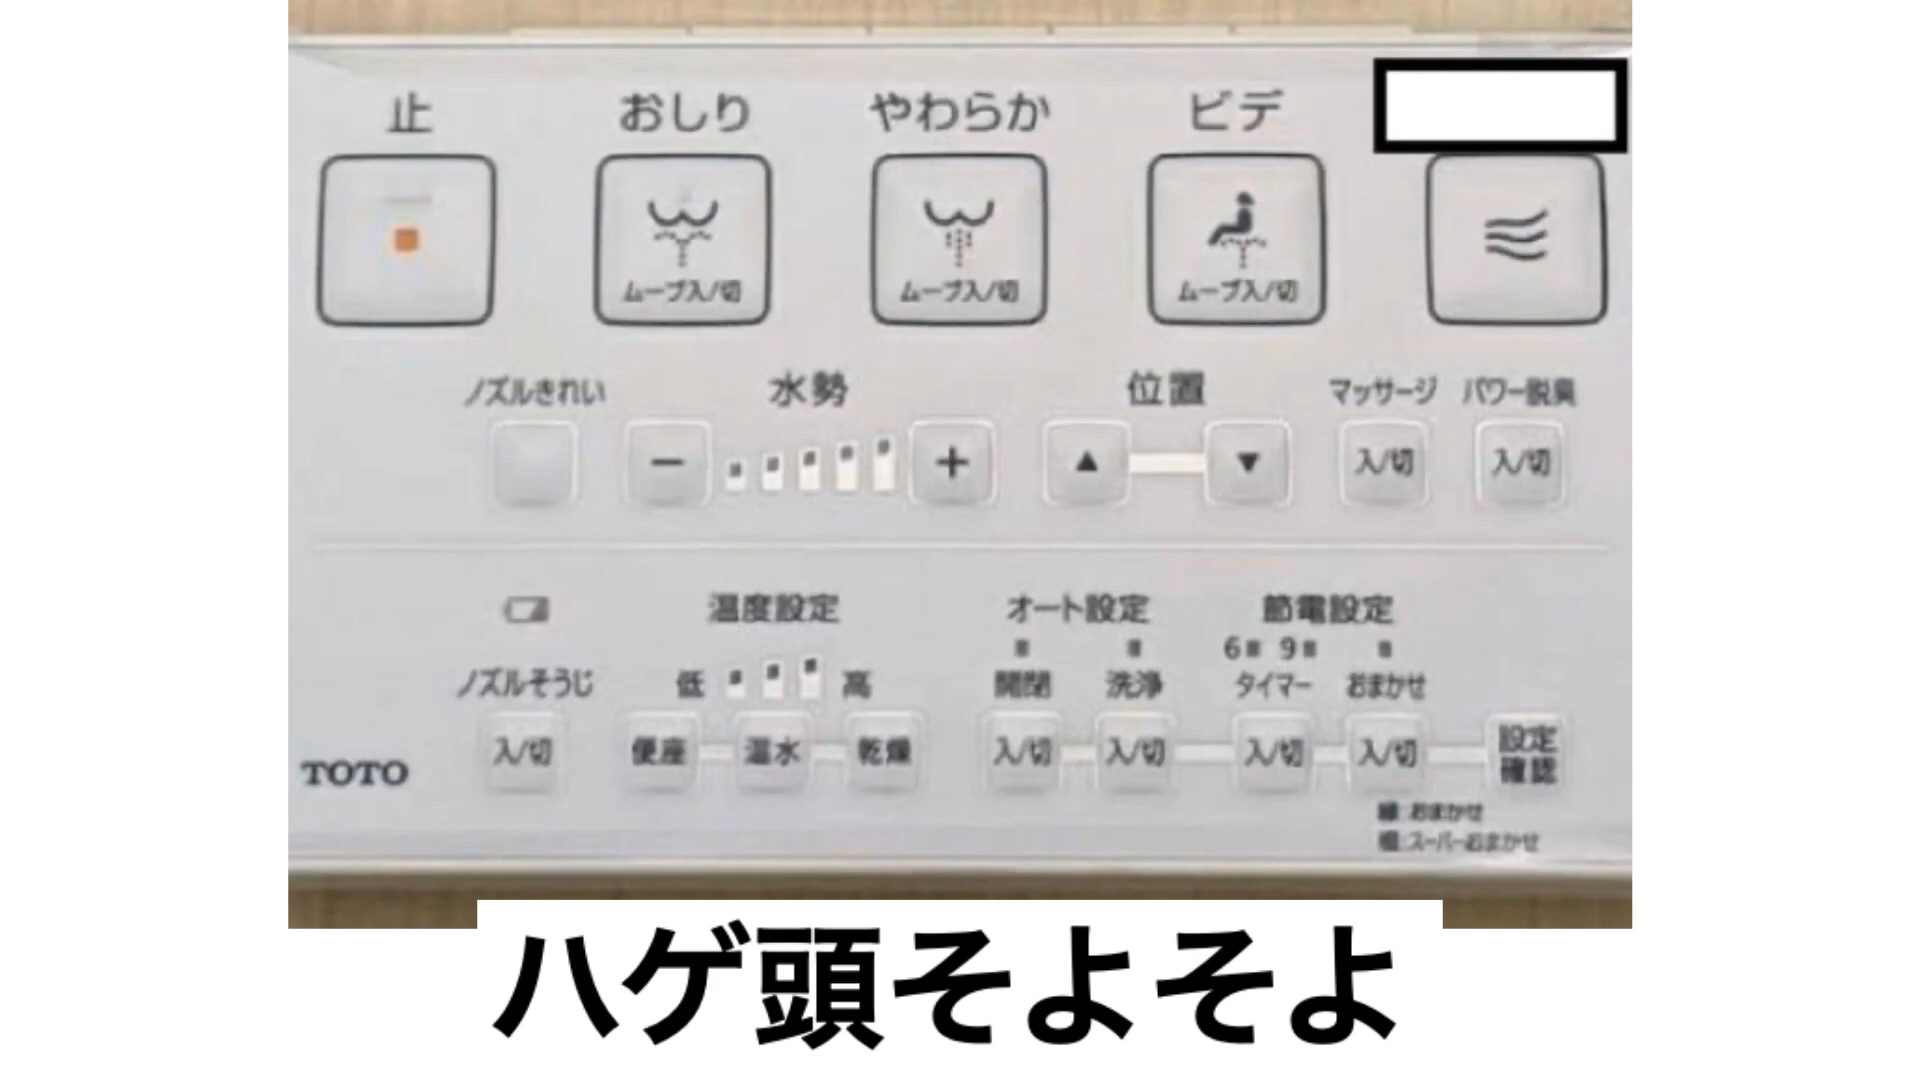 止 おしり やわらか ビデ
ムーブ入/切 ムーブ入/切 ムーブ入/切
ノズルきれい 水勢 位置 マッサージ パワー脱臭
− + ▲ ▼ 入/切 入/切
温度設定 オート設定 節電設定
6 9
ノズルそうじ 低 高 開閉 洗浄 タイマー おまかせ
入/切 便座 温水 乾燥 入/切 入/切 入/切 入/切 設定確認
TOTO
緑:おまかせ
橙:スーパーおまかせ
ハゲ頭そよそよ